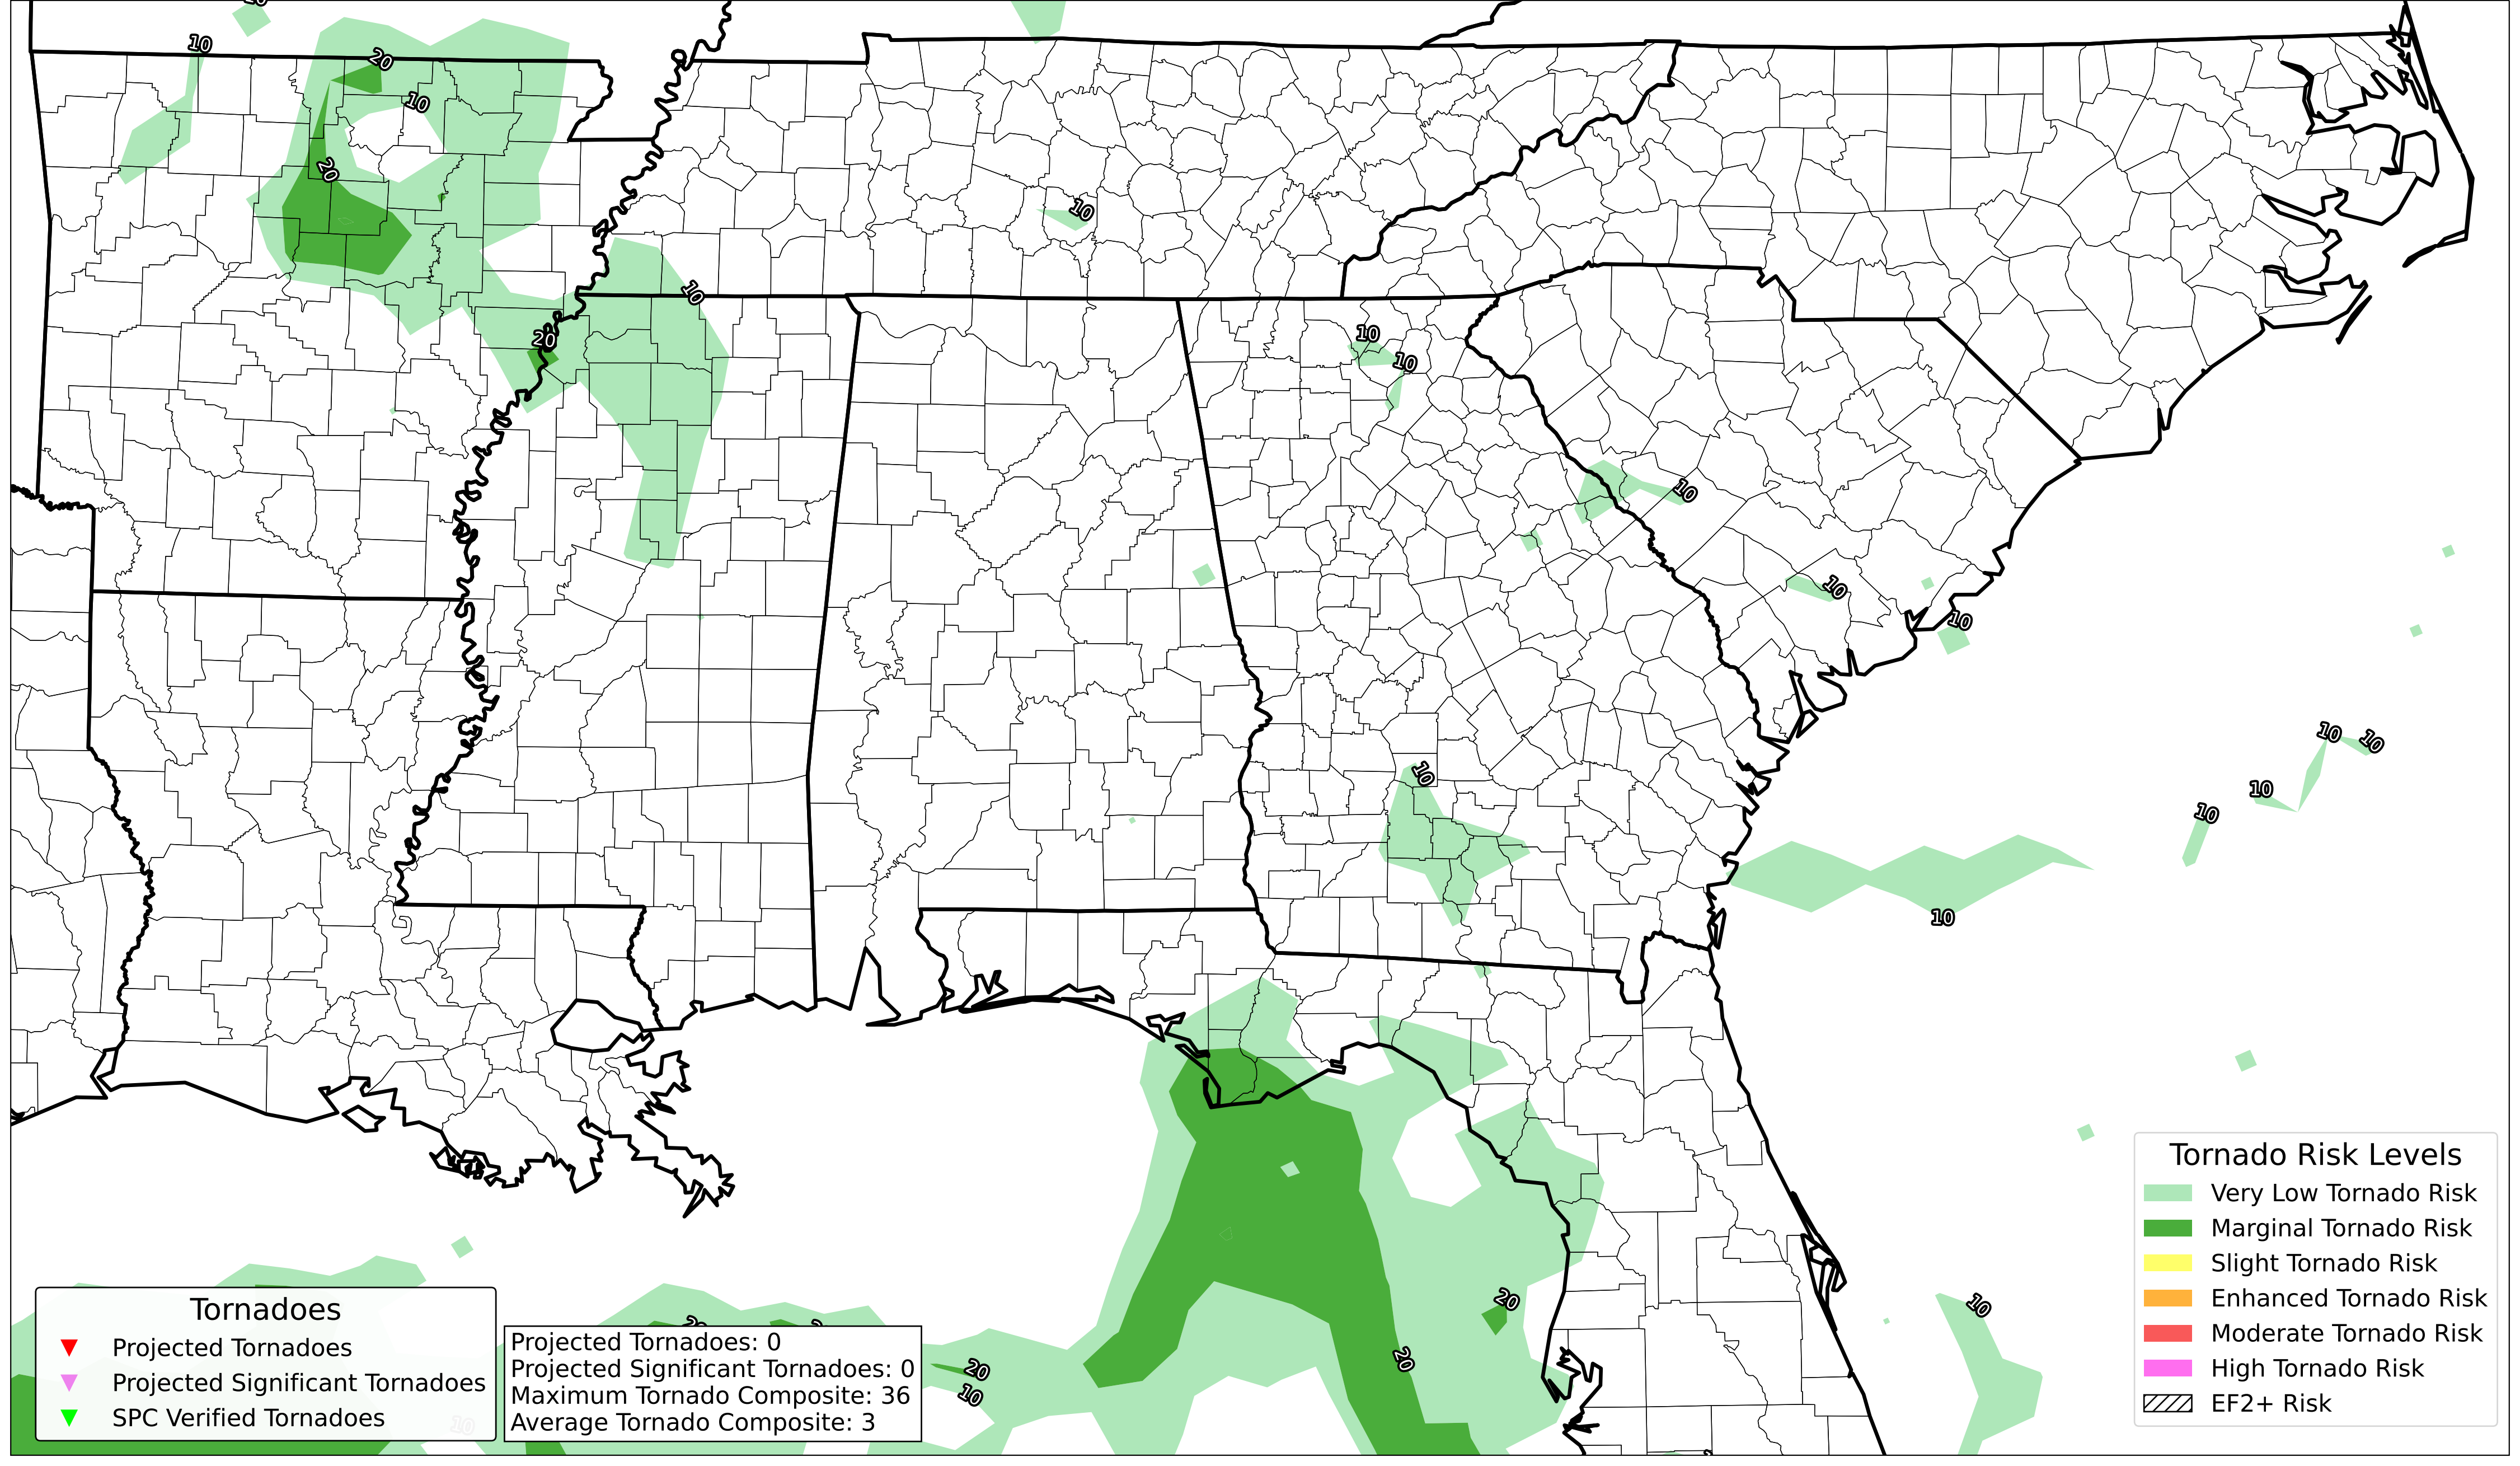 10
20
10
20
10
10
20
10
10
10
10
10
10
10
10
10
10
10
10
20
20
20
10
10
Tornado Risk Levels
Very Low Tornado Risk
Marginal Tornado Risk
Slight Tornado Risk
Enhanced Tornado Risk
Moderate Tornado Risk
High Tornado Risk
EF2+ Risk
Tornadoes
Projected Tornadoes
Projected Significant Tornadoes
SPC Verified Tornadoes
10
Projected Tornadoes: 0
Projected Significant Tornadoes: 0
Maximum Tornado Composite: 36
Average Tornado Composite: 3